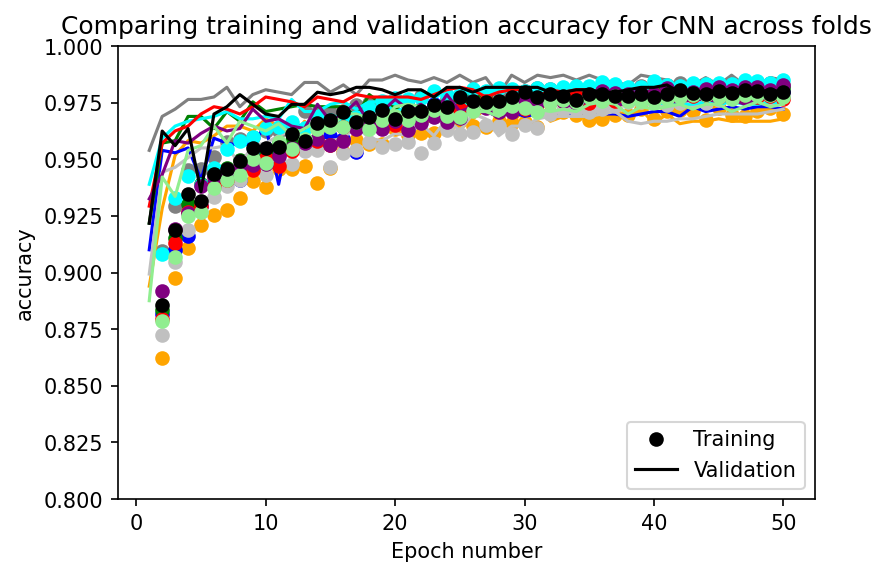 Comparing training and validation accuracy for CNN across folds
1.000
0.975
0.950
0.925
0.900
0.875
0.850
0.825
0.800
accuracy
Training
Validation
0 10 20 30 40 50
Epoch number